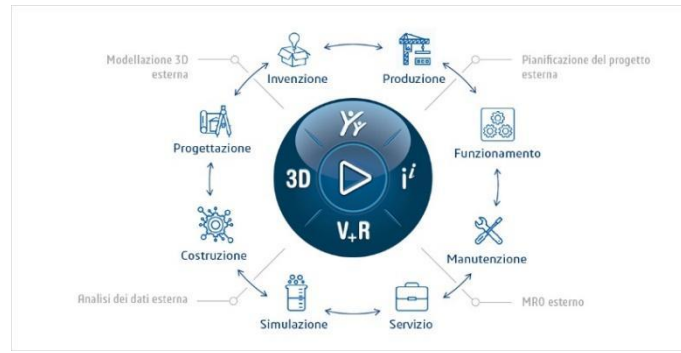 Modellazione 3D
esterna
Invenzione
Produzione
Pianificazione del progetto
esterna
Progettazione
Funzionamento
3D
i i
V+R
Costruzione
Manutenzione
Analisi dei dati esterna
Simulazione
Servizio
MRO esterno